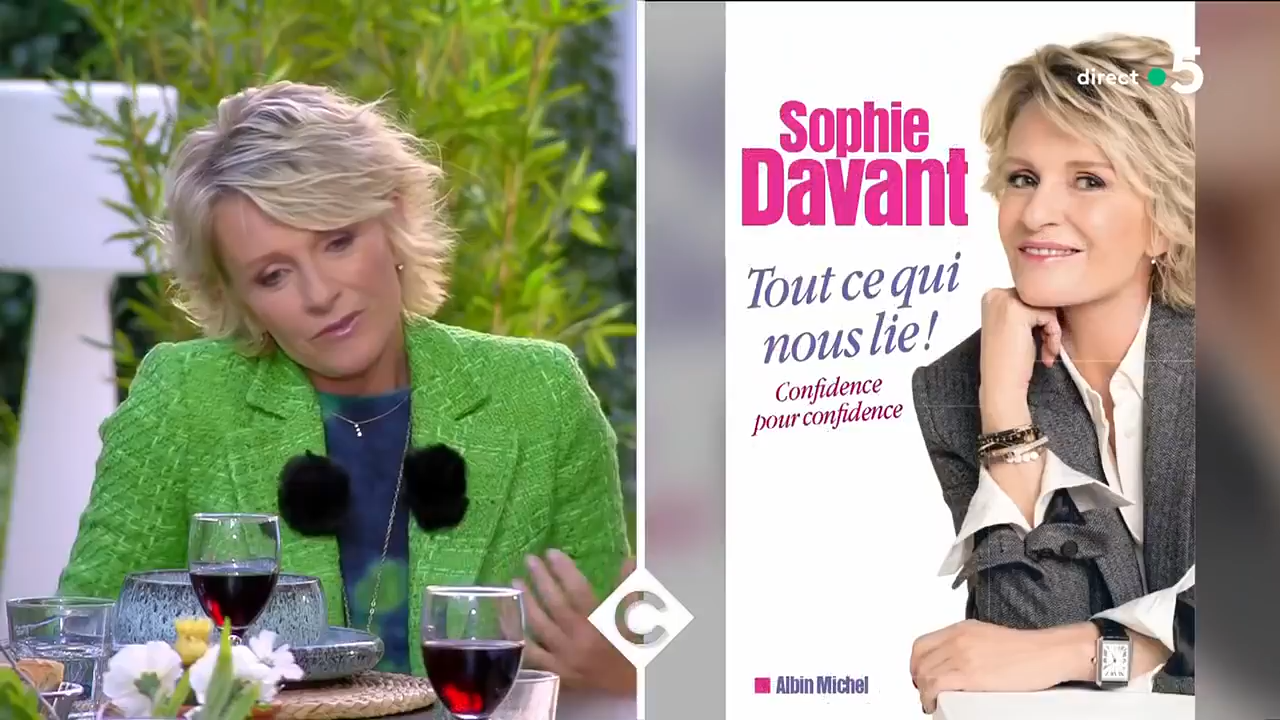 direct 5
Sophie
Davant
Tout ce qui
nous lie !
Confidence
pour confidence
Albin Michel
C